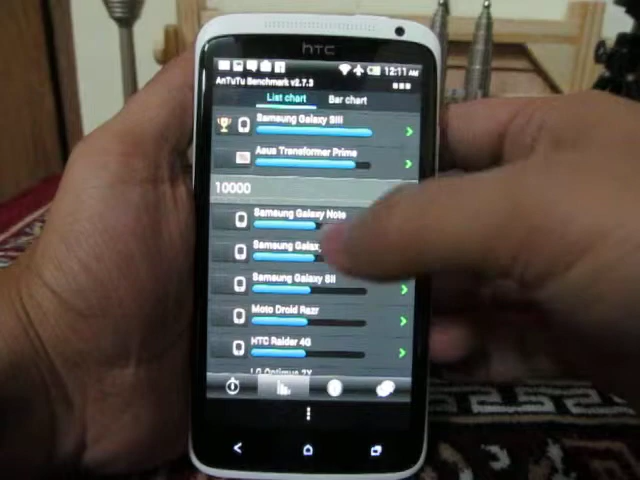 htc
12:11 AM
AnTuTu Benchmark v2.7.3
List chart
Bar chart
Samsung Galaxy SIII
Asus Transformer Prime
10000
Samsung Galaxy Note
Samsung
Samsung Galaxy SII
Moto Droid Razr
HTC Raider 4G
LG Optimus 2X